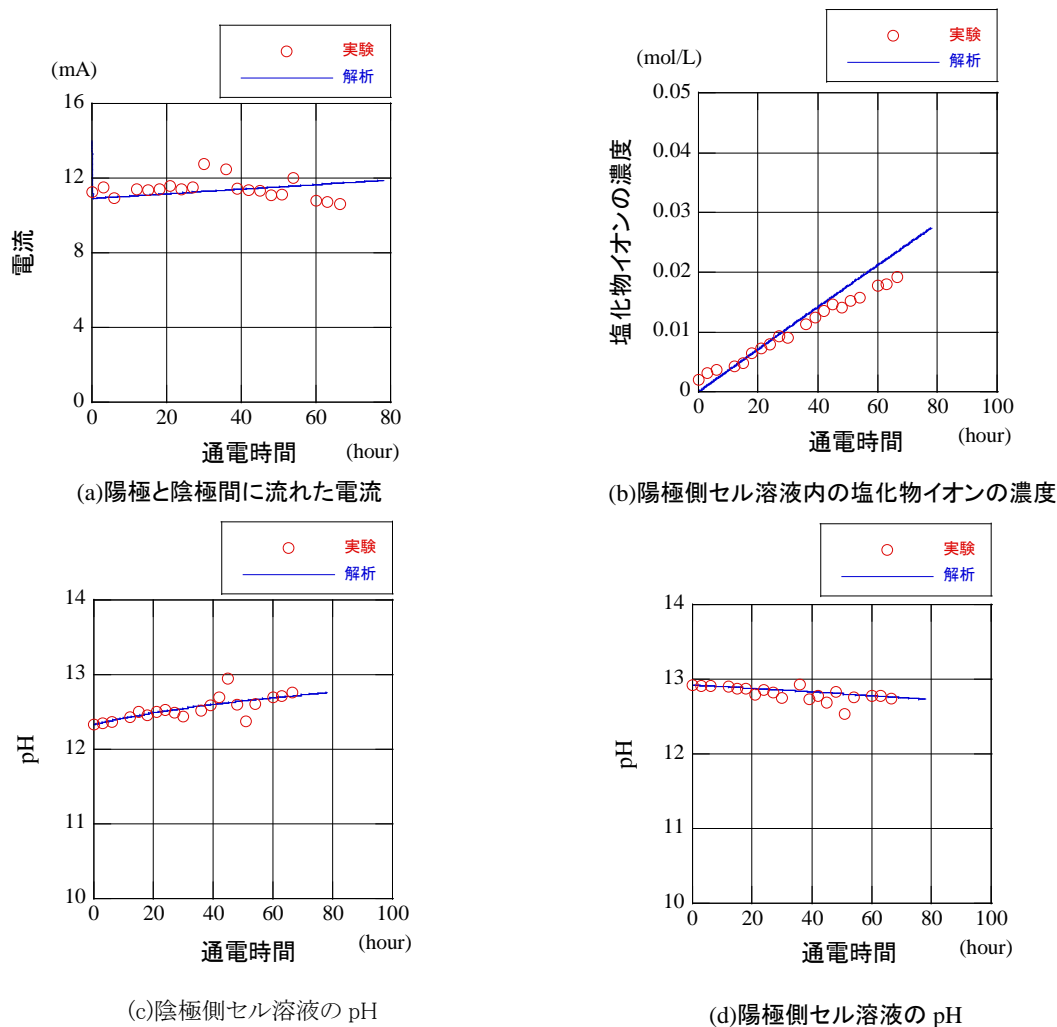 実験
解析
(mA)
16
12
8
4
0
0 20 40 60 80
電流
通電時間 (hour)
(a)陽極と陰極間に流れた電流
実験
解析
(mol/L)
0.05
0.04
0.03
0.02
0.01
0
0 20 40 60 80 100
塩化物イオンの濃度
通電時間 (hour)
(b)陽極側セル溶液内の塩化物イオンの濃度
実験
解析
14
13
12
11
10
0 20 40 60 80 100
pH
通電時間 (hour)
(c)陰極側セル溶液の pH
実験
解析
14
13
12
11
10
0 20 40 60 80 100
pH
通電時間 (hour)
(d)陽極側セル溶液の pH